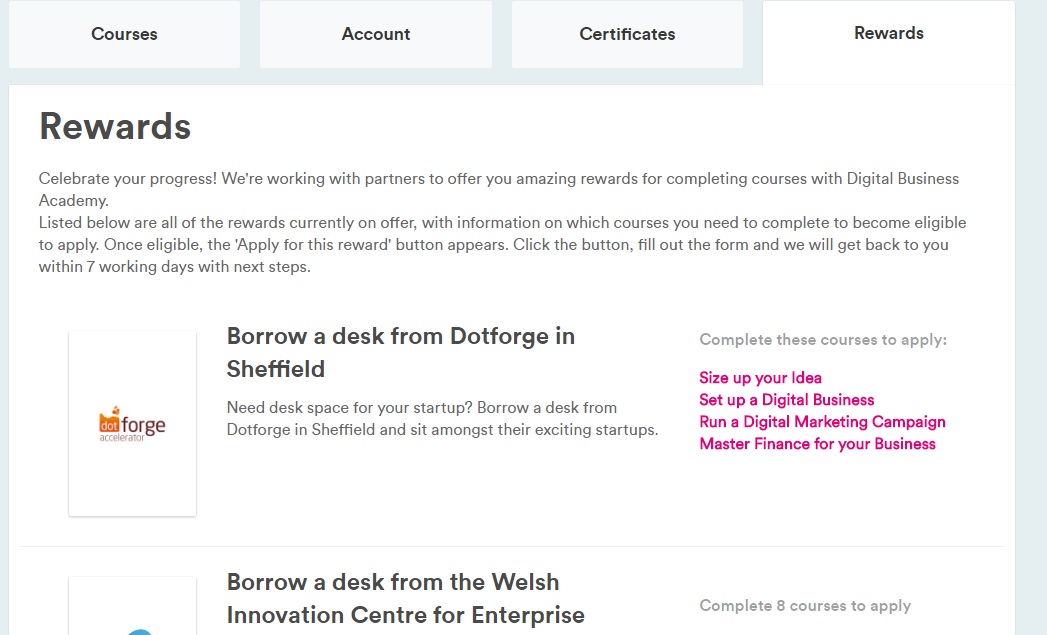 Courses
Account
Certificates
Rewards
Rewards
Celebrate your progress! We're working with partners to offer you amazing rewards for completing courses with Digital Business
Academy.
Listed below are all of the rewards currently on offer, with information on which courses you need to complete to become eligible
to apply. Once eligible, the 'Apply for this reward' button appears. Click the button, fill out the form and we will get back to you
within 7 working days with next steps.
dotforge
accelerator
Borrow a desk from Dotforge in
Sheffield
Need desk space for your startup? Borrow a desk from
Dotforge in Sheffield and sit amongst their exciting startups.
Complete these courses to apply:
Size up your Idea
Set up a Digital Business
Run a Digital Marketing Campaign
Master Finance for your Business
Borrow a desk from the Welsh
Innovation Centre for Enterprise
Complete 8 courses to apply